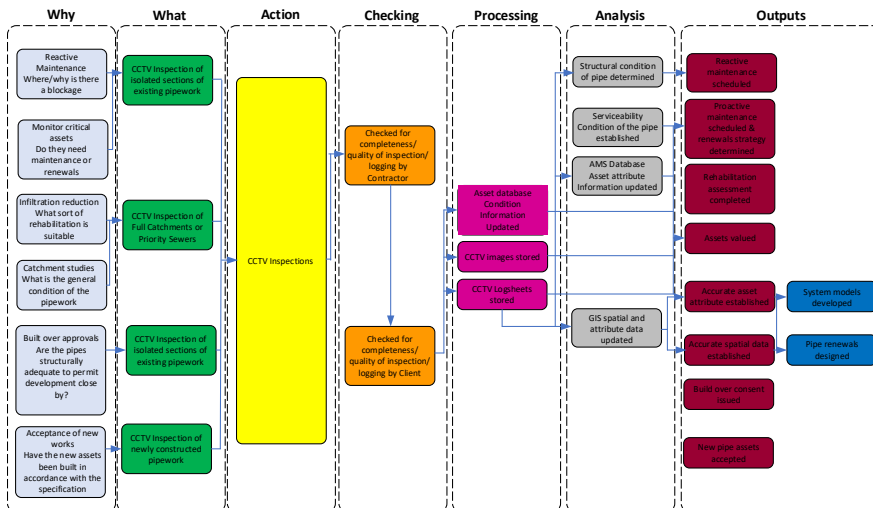 Why
What
Action
Checking
Processing
Analysis
Outputs
Reactive
Maintenance
Where/why is there
a blockage
Monitor critical
assets
Do they need
maintenance or
renewals
Infiltration reduction
What sort of
rehabilitation is
suitable
Catchment studies
What is the general
condition of the
pipework
Built over approvals
Are the pipes
structurally
adequate to permit
development close
by?
Acceptance of new
works
Have the new assets
been built in
accordance with the
specification
CCTV Inspection of
isolated sections of
existing pipework
CCTV Inspection of
Full Catchments or
Priority Sewers
CCTV Inspection of
isolated sections of
existing pipework
CCTV Inspection of
newly constructed
pipework
CCTV Inspections
Checked for
completeness/
quality of inspection/
logging by
Contractor
Checked for
completeness/
quality of inspection/
logging by Client
Asset database
Condition
Information
Updated
CCTV images stored
CCTV Logsheets
stored
Structural condition
of pipe determined
Serviceability
Condition of the pipe
established
AMS Database
Asset attribute
Information updated
GIS spatial and
attribute data
updated
Reactive
maintenance
scheduled
Proactive
maintenance
scheduled &
renewals strategy
determined
Rehabilitation
assessment
completed
Assets valued
Accurate asset
attribute established
Accurate spatial data
established
Build over consent
issued
New pipe assets
accepted
System models
developed
Pipe renewals
designed